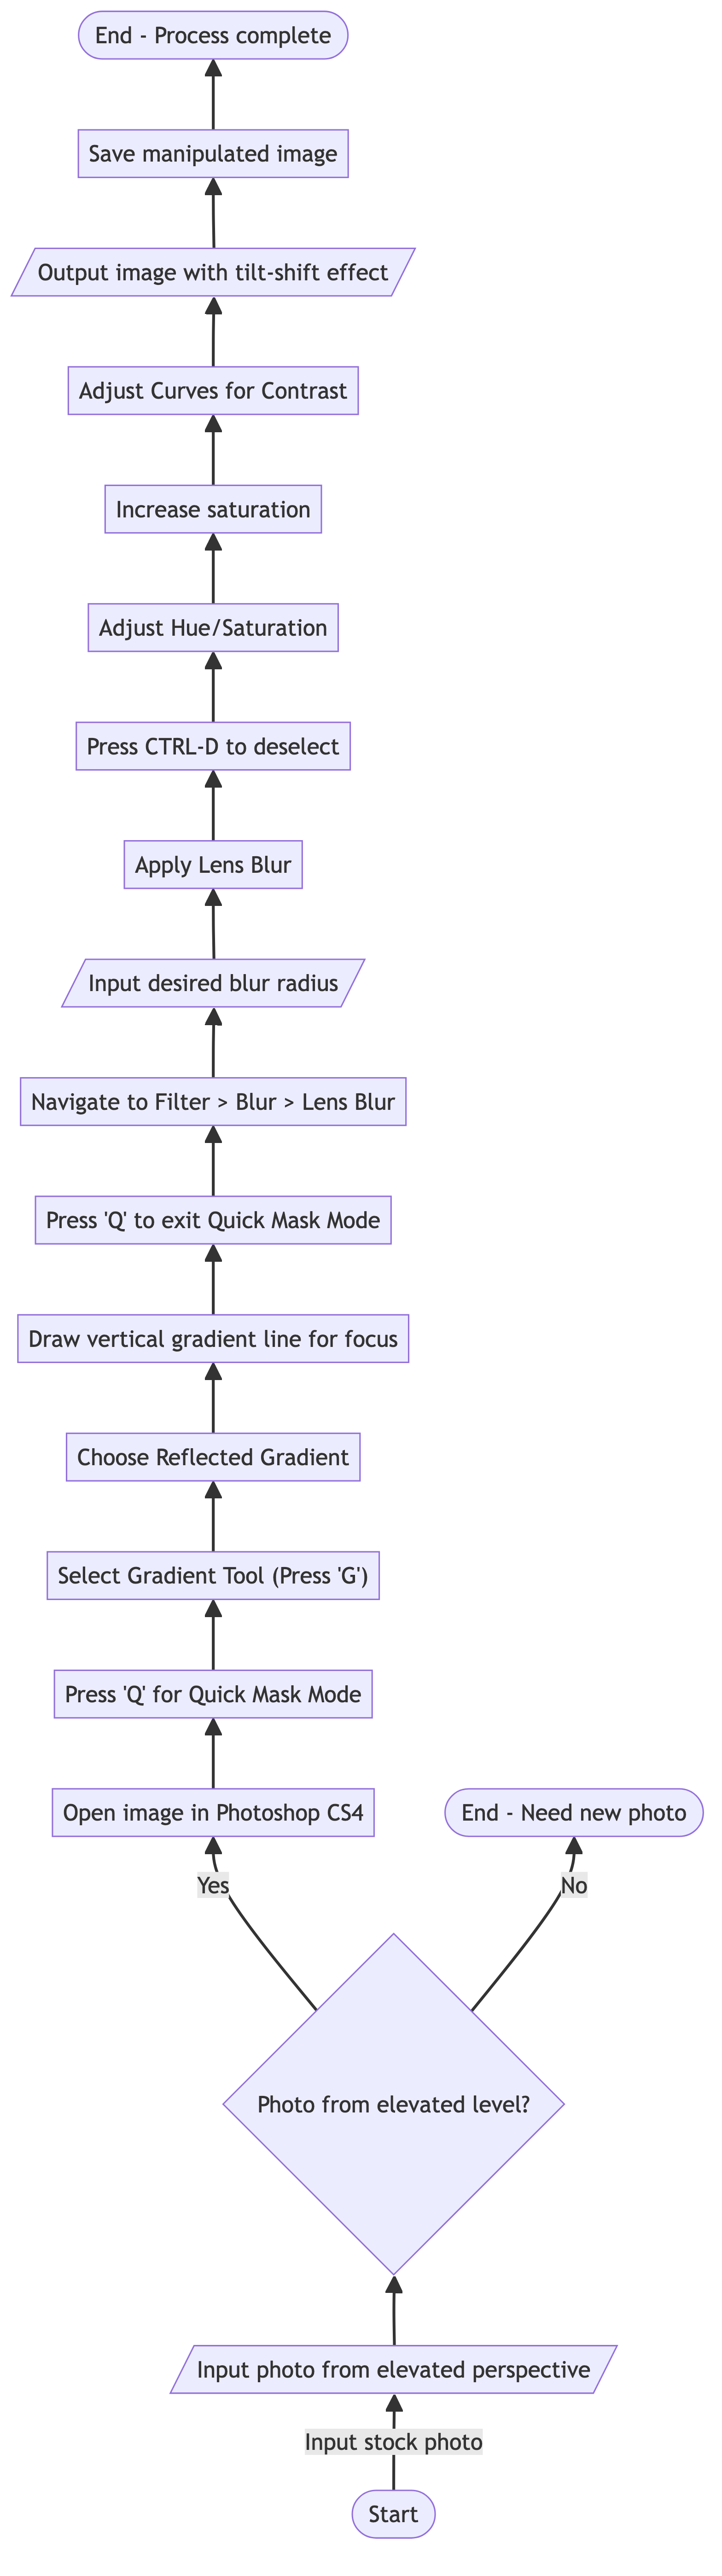 End - Process complete
Save manipulated image
Output image with tilt-shift effect
Adjust Curves for Contrast
Increase saturation
Adjust Hue/Saturation
Press CTRL-D to deselect
Apply Lens Blur
Input desired blur radius
Navigate to Filter > Blur > Lens Blur
Press 'Q' to exit Quick Mask Mode
Draw vertical gradient line for focus
Choose Reflected Gradient
Select Gradient Tool (Press 'G')
Press 'Q' for Quick Mask Mode
Open image in Photoshop CS4
End - Need new photo
Yes
No
Photo from elevated level?
Input photo from elevated perspective
Input stock photo
Start